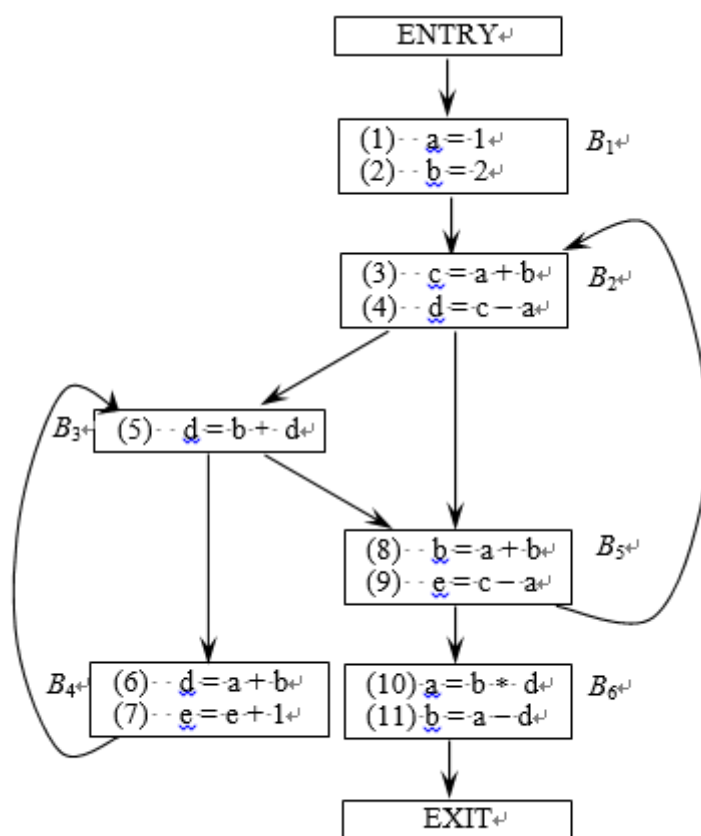 ENTRY
(1) a = 1
(2) b = 2
B1
(3) c = a + b
(4) d = c − a
B2
B3
(5) d = b + d
(8) b = a + b
(9) e = c − a
B5
B4
(6) d = a + b
(7) e = e + 1
(10) a = b * d
(11) b = a − d
B6
EXIT